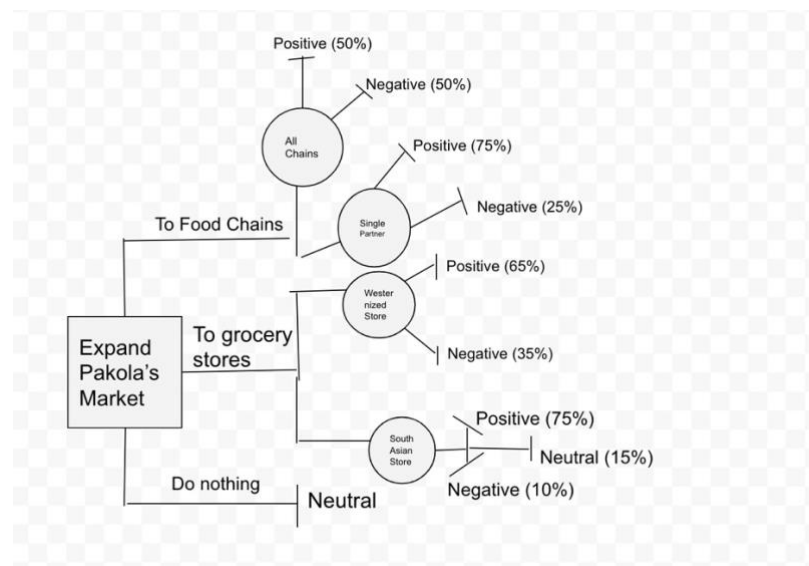 Positive (50%)
Negative (50%)
All
Chains
Positive (75%)
Single
Partner
Negative (25%)
To Food Chains
Positive (65%)
Wester
nized
Store
Negative (35%)
To grocery
stores
Expand
Pakola's
Market
South
Asian
Store
Positive (75%)
Neutral (15%)
Negative (10%)
Do nothing
Neutral